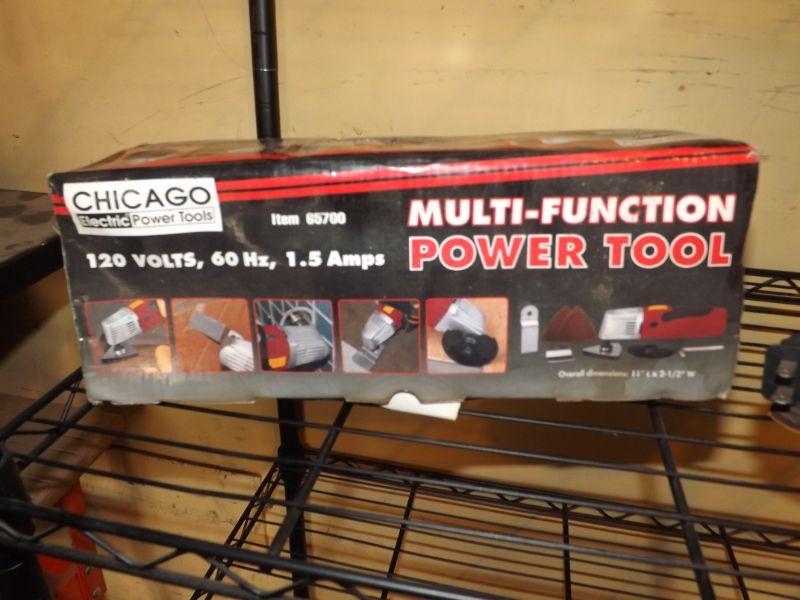 CHICAGO
Electric Power Tools
Item 65700
MULTI-FUNCTION
POWER TOOL
120 VOLTS, 60 Hz, 1.5 Amps
Overall dimensions: 11" L x 2-1/2" W